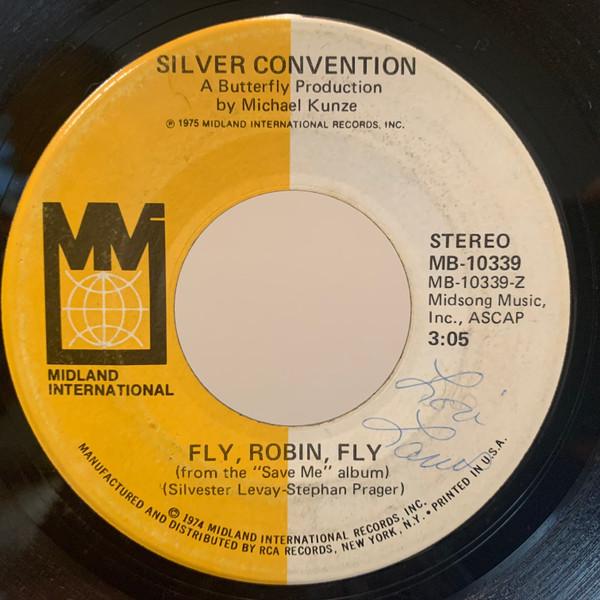 SILVER CONVENTION
A Butterfly Production
by Michael Kunze
℗ 1975 MIDLAND INTERNATIONAL RECORDS, INC.
MIDLAND
INTERNATIONAL
STEREO
MB-10339
MB-10339-Z
Midsong Music,
Inc., ASCAP
3:05
Lori
FLY, ROBIN, FLY
(from the "Save Me" album)
(Silvester Levay-Stephan Prager)
© 1974 MIDLAND INTERNATIONAL RECORDS, INC.
MANUFACTURED AND DISTRIBUTED BY RCA RECORDS, NEW YORK, N.Y. • PRINTED IN U.S.A.